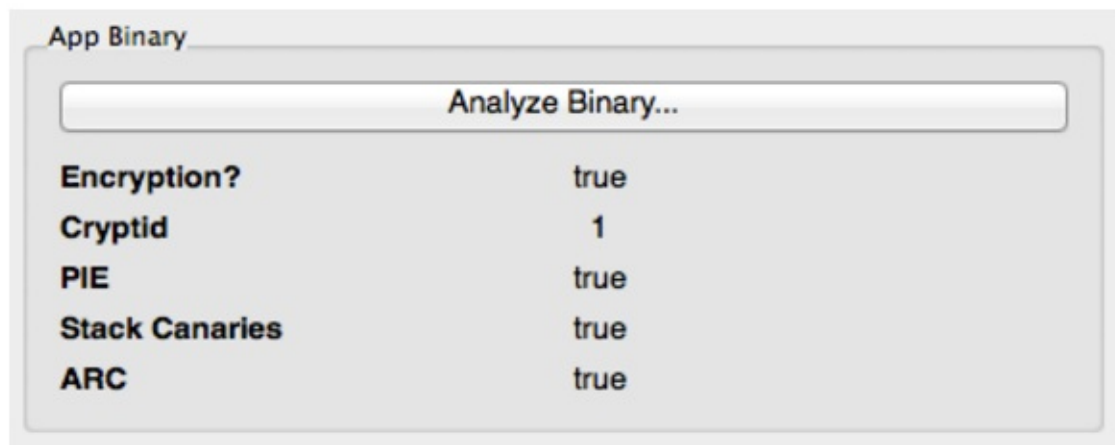 App Binary
Analyze Binary...
Encryption? true
Cryptid 1
PIE true
Stack Canaries true
ARC true